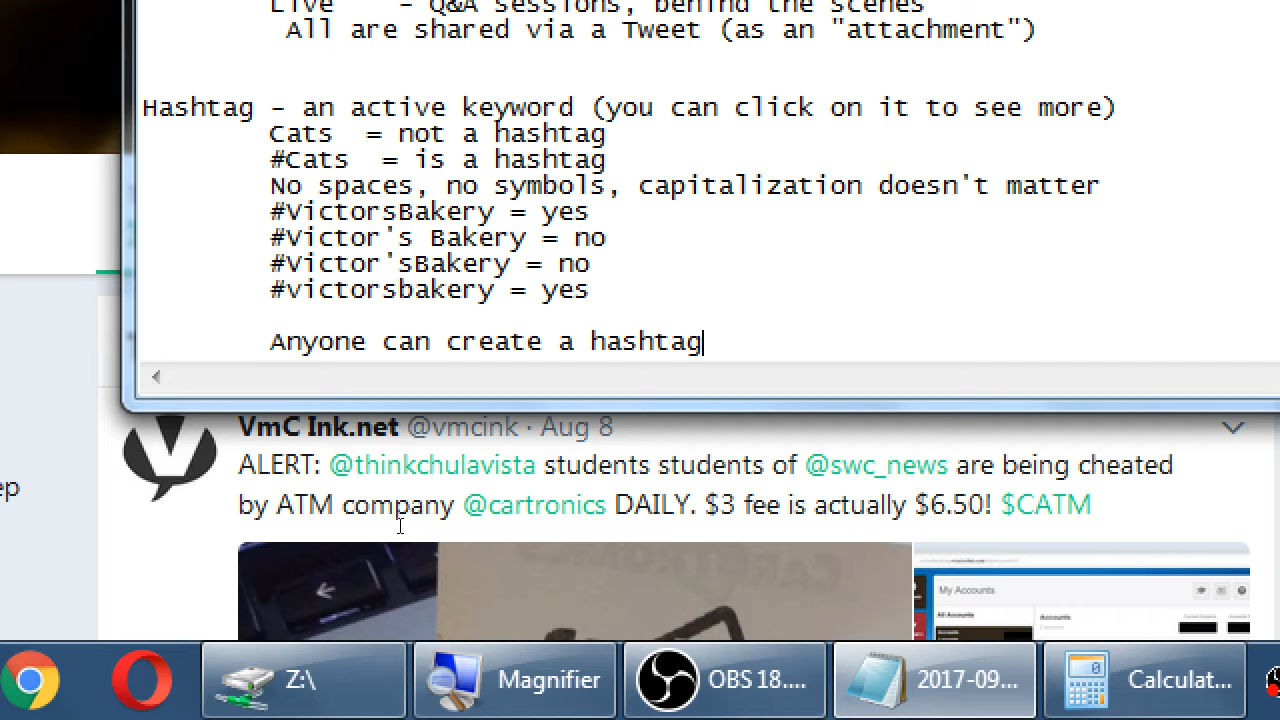 Live    - Q&A sessions, behind the scenes
All are shared via a Tweet (as an "attachment")
Hashtag - an active keyword (you can click on it to see more)
Cats  = not a hashtag
#Cats  = is a hashtag
No spaces, no symbols, capitalization doesn't matter
#VictorsBakery = yes
#Victor's Bakery = no
#Victor'sBakery = no
#victorsbakery = yes
Anyone can create a hashtag
VmC Ink.net @vmcink · Aug 8
ALERT: @thinkchulavista students students of @swc_news are being cheated
by ATM company @cartronics DAILY. $3 fee is actually $6.50! $CATM
ep
My Accounts
All Accounts
Accounts
Z:\
Magnifier
OBS 18....
2017-09...
Calculat...
0